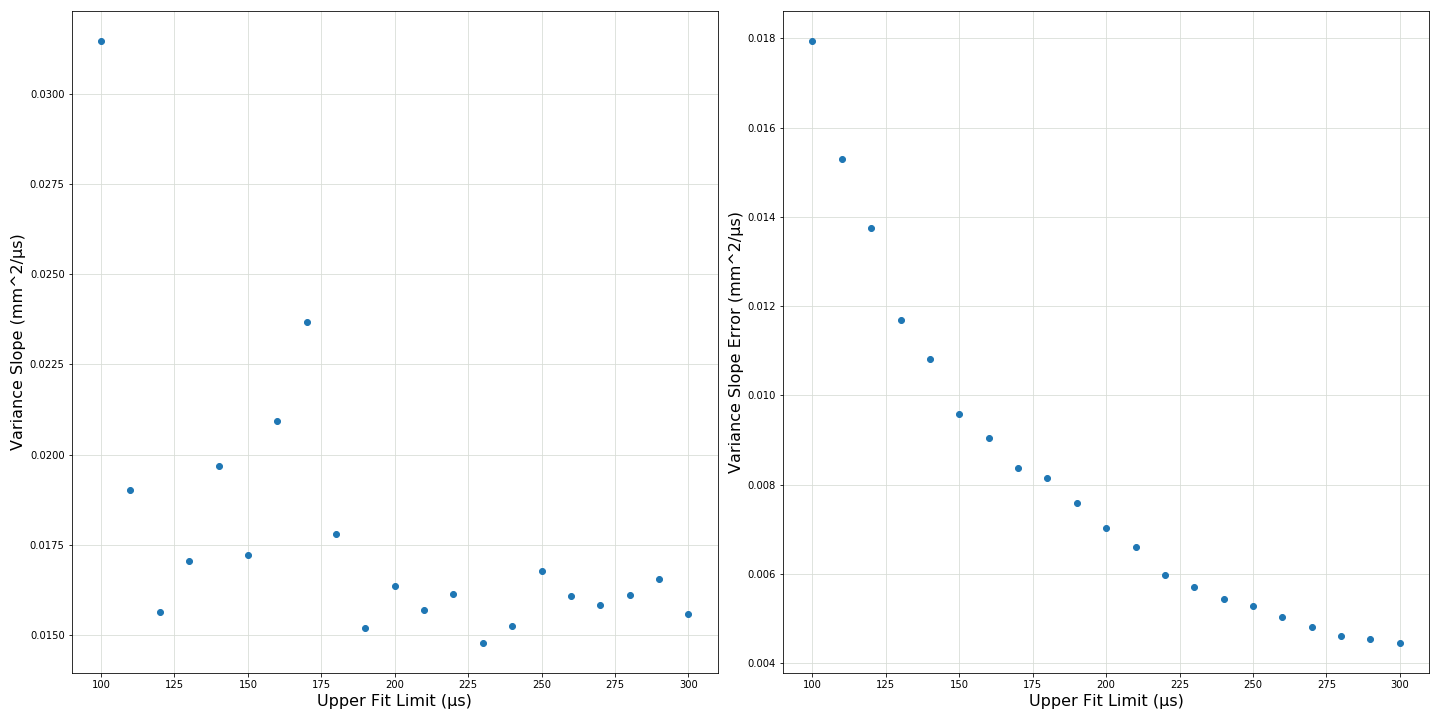 0.0300
0.0275
0.0250
0.0225
0.0200
0.0175
0.0150
Variance Slope (mm^2/μs)
100 125 150 175 200 225 250 275 300
Upper Fit Limit (μs)
0.018
0.016
0.014
0.012
0.010
0.008
0.006
0.004
Variance Slope Error (mm^2/μs)
100 125 150 175 200 225 250 275 300
Upper Fit Limit (μs)